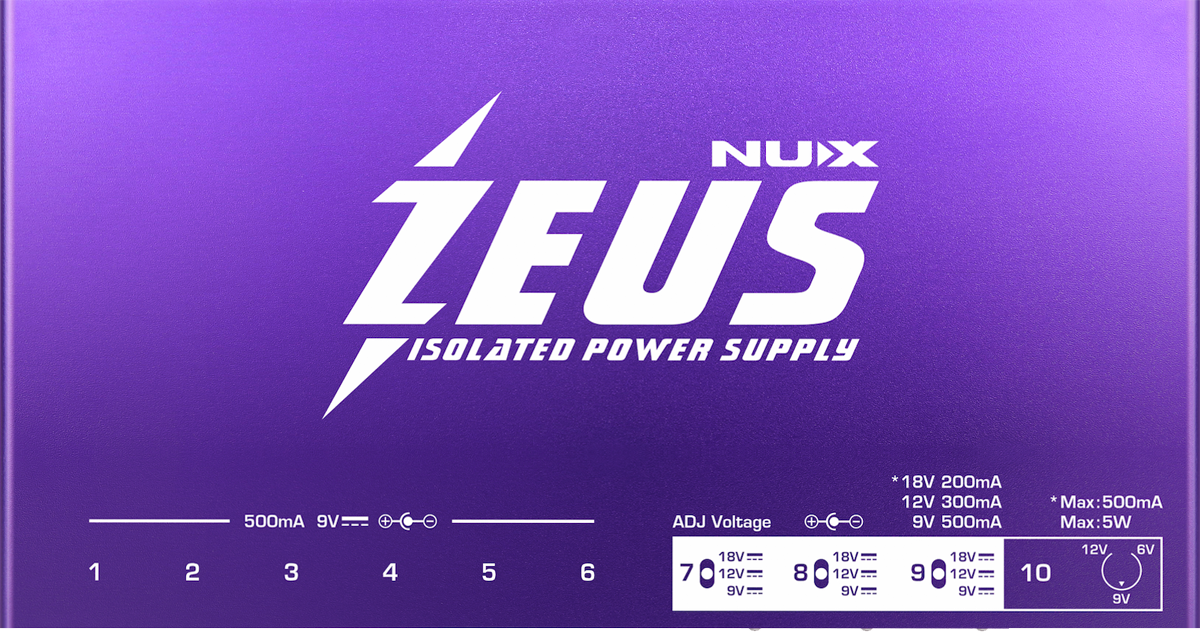 NUX
ZEUS
ISOLATED POWER SUPPLY
500mA 9V
1 2 3 4 5 6
*18V 200mA
12V 300mA
9V 500mA
*Max:500mA
Max:5W
ADJ Voltage
7 18V 12V 9V
8 18V 12V 9V
9 18V 12V 9V
10 12V 6V 9V